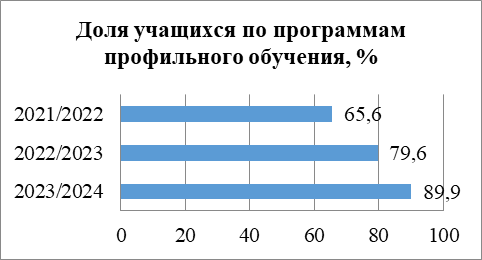 Доля учащихся по программам
профильного обучения, %
2021/2022 65,6
2022/2023 79,6
2023/2024 89,9
0 20 40 60 80 100